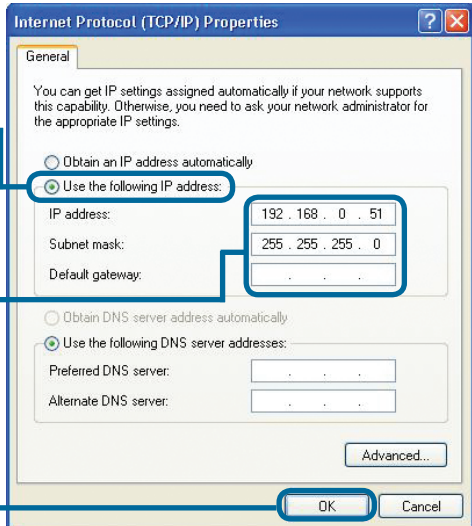 Internet Protocol (TCP/IP) Properties
General
You can get IP settings assigned automatically if your network supports
this capability. Otherwise, you need to ask your network administrator for
the appropriate IP settings.
Obtain an IP address automatically
Use the following IP address:
IP address: 192 . 168 . 0 . 51
Subnet mask: 255 . 255 . 255 . 0
Default gateway: . . .
Obtain DNS server address automatically
Use the following DNS server addresses:
Preferred DNS server: . . .
Alternate DNS server: . . .
Advanced...
OK Cancel